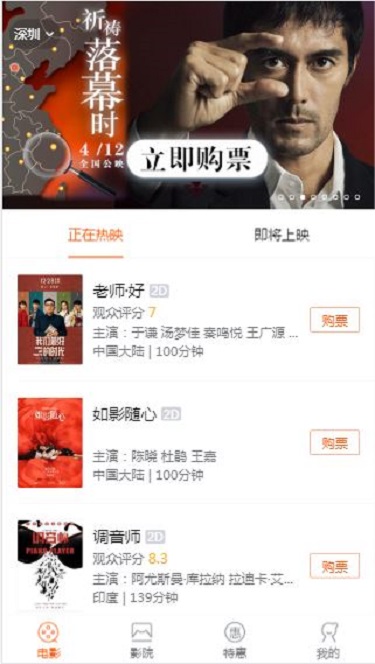 深圳
祈祷
落幕
时
4/12
全国公映
立即购票
正在热映
即将上映
老师·好 2D
观众评分 7
主演：于谦 汤梦佳 秦鸣悦 王广源 ...
中国大陆 | 100分钟
购票
如影随心 2D
主演：陈晓 杜鹃 王嘉
中国大陆 | 100分钟
购票
调音师 2D
观众评分 8.3
主演：阿尤斯曼·库拉纳 拉迪卡·艾...
印度 | 139分钟
购票
PIANO PLAYER
电影
影院
惠
特惠
我的